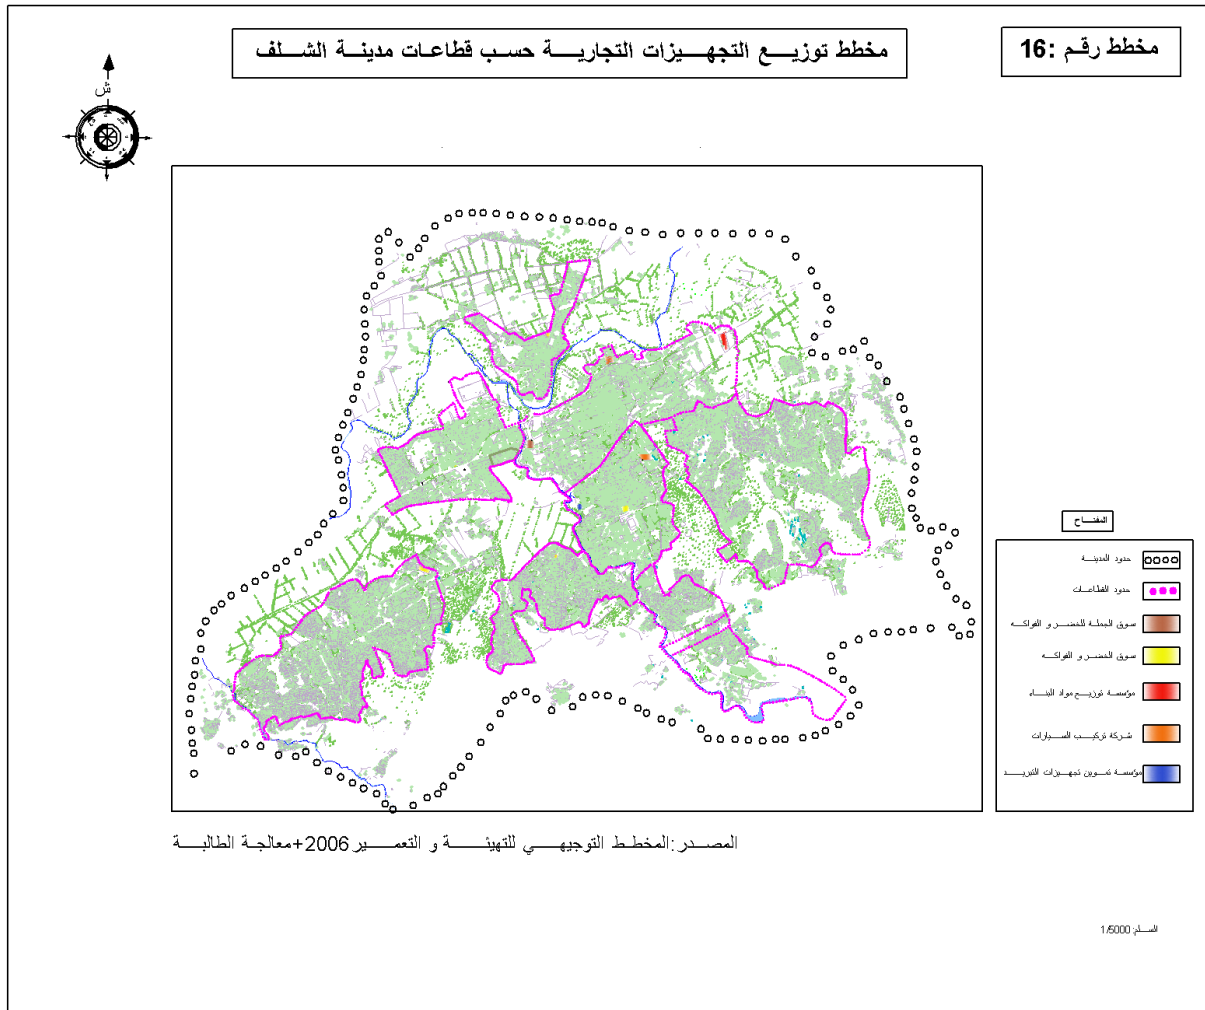 مخطط رقم :16
مخطط توزيع التجهيزات التجارية حسب قطاعات مدينة الشلف
ش
المفتاح
حدود المدينة
حدود القطاعات
سوق الجملة للخضر و الفواكه
سوق الخضر و الفواكه
مؤسسة توزيع مواد البناء
شركة تركيب السيارات
مؤسسة تموين تجهيزات التبريد
المصدر:المخطط التوجيهي للتهيئة و التعمير2006+معالجة الطالبة
السلم: 1/5000